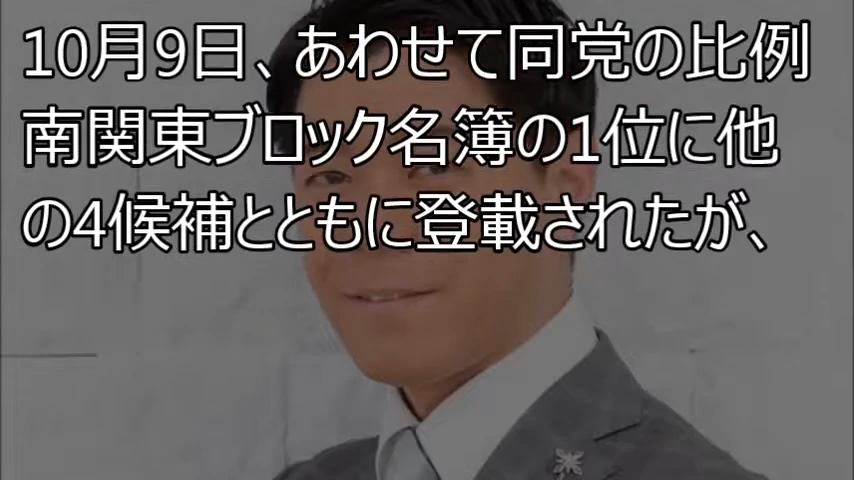 10月9日、あわせて同党の比例
南関東ブロック名簿の1位に他
の4候補とともに登載されたが、